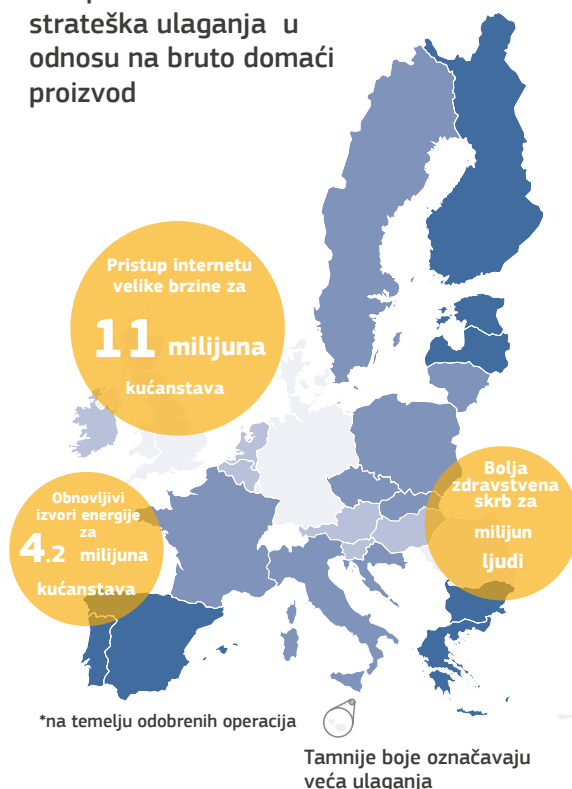 strateška ulaganja u
odnosu na bruto domaći
proizvod
Pristup internetu
velike brzine za
11 milijuna
kućanstava
Obnovljivi
izvori energije
za
4.2 milijuna
kućanstava
Bolja
zdravstvena
skrb za
milijun
ljudi
*na temelju odobrenih operacija
Tamnije boje označavaju
veća ulaganja